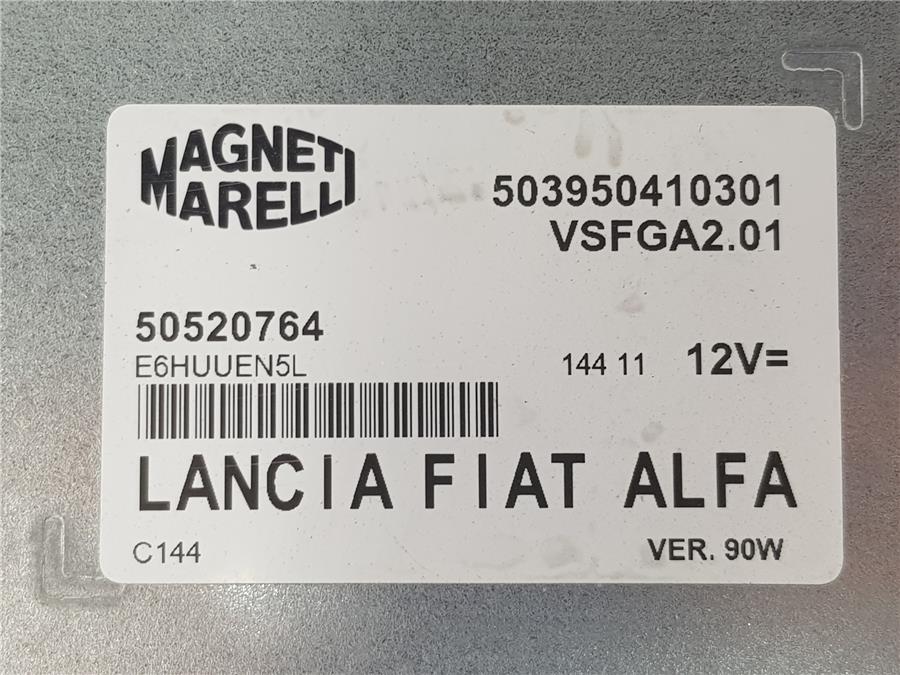 MAGNETI
MARELLI
503950410301
VSFGA2.01
50520764
E6HUUEN5L
144 11 12V=
LANCIA FIAT ALFA
C144
VER. 90W